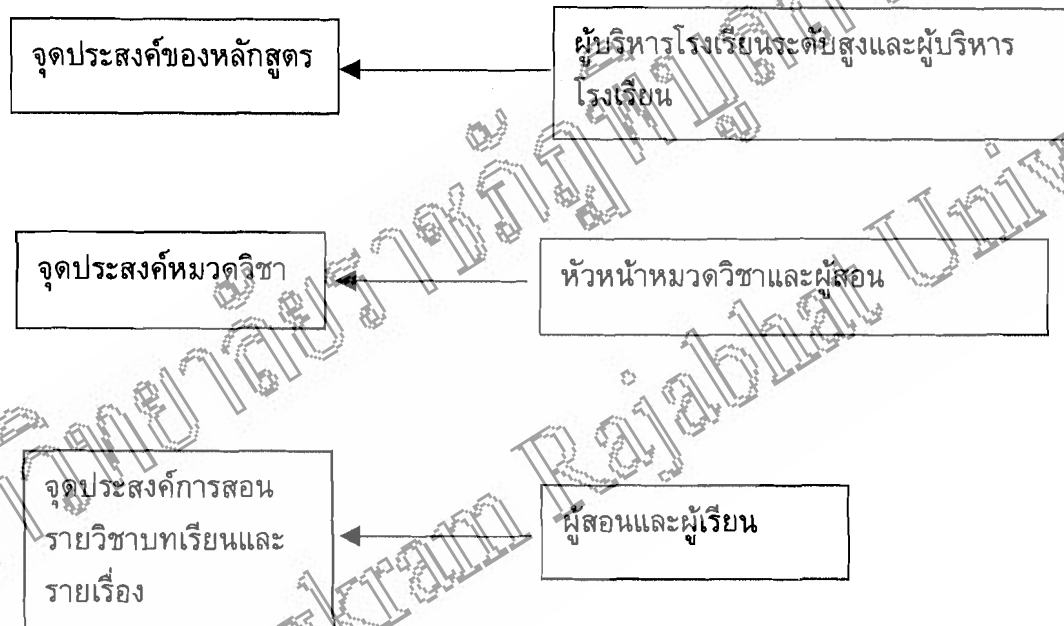 จุดประสงค์ของหลักสูตร
ผู้บริหารโรงเรียนระดับสูงและผู้บริหาร
โรงเรียน
จุดประสงค์หมวดวิชา
หัวหน้าหมวดวิชาและผู้สอน
จุดประสงค์การสอน
รายวิชาบทเรียนและ
รายเรื่อง
ผู้สอนและผู้เรียน